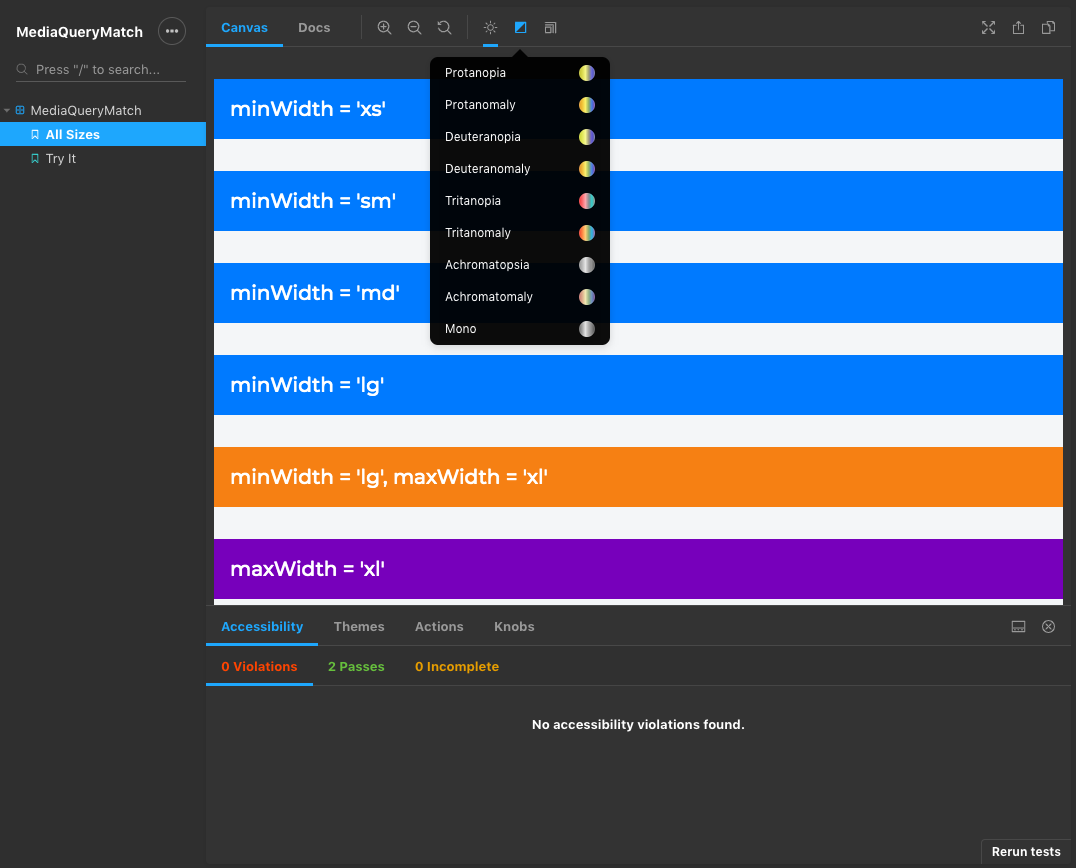 MediaQueryMatch
Press "/" to search...
MediaQueryMatch
All Sizes
Try It
Canvas Docs
Protanopia
Protanomaly
Deuteranopia
Deuteranomaly
Tritanopia
Tritanomaly
Achromatopsia
Achromatomaly
Mono
minWidth = 'xs'
minWidth = 'sm'
minWidth = 'md'
minWidth = 'lg'
minWidth = 'lg', maxWidth = 'xl'
maxWidth = 'xl'
Accessibility Themes Actions Knobs
0 Violations 2 Passes 0 Incomplete
No accessibility violations found.
Rerun tests